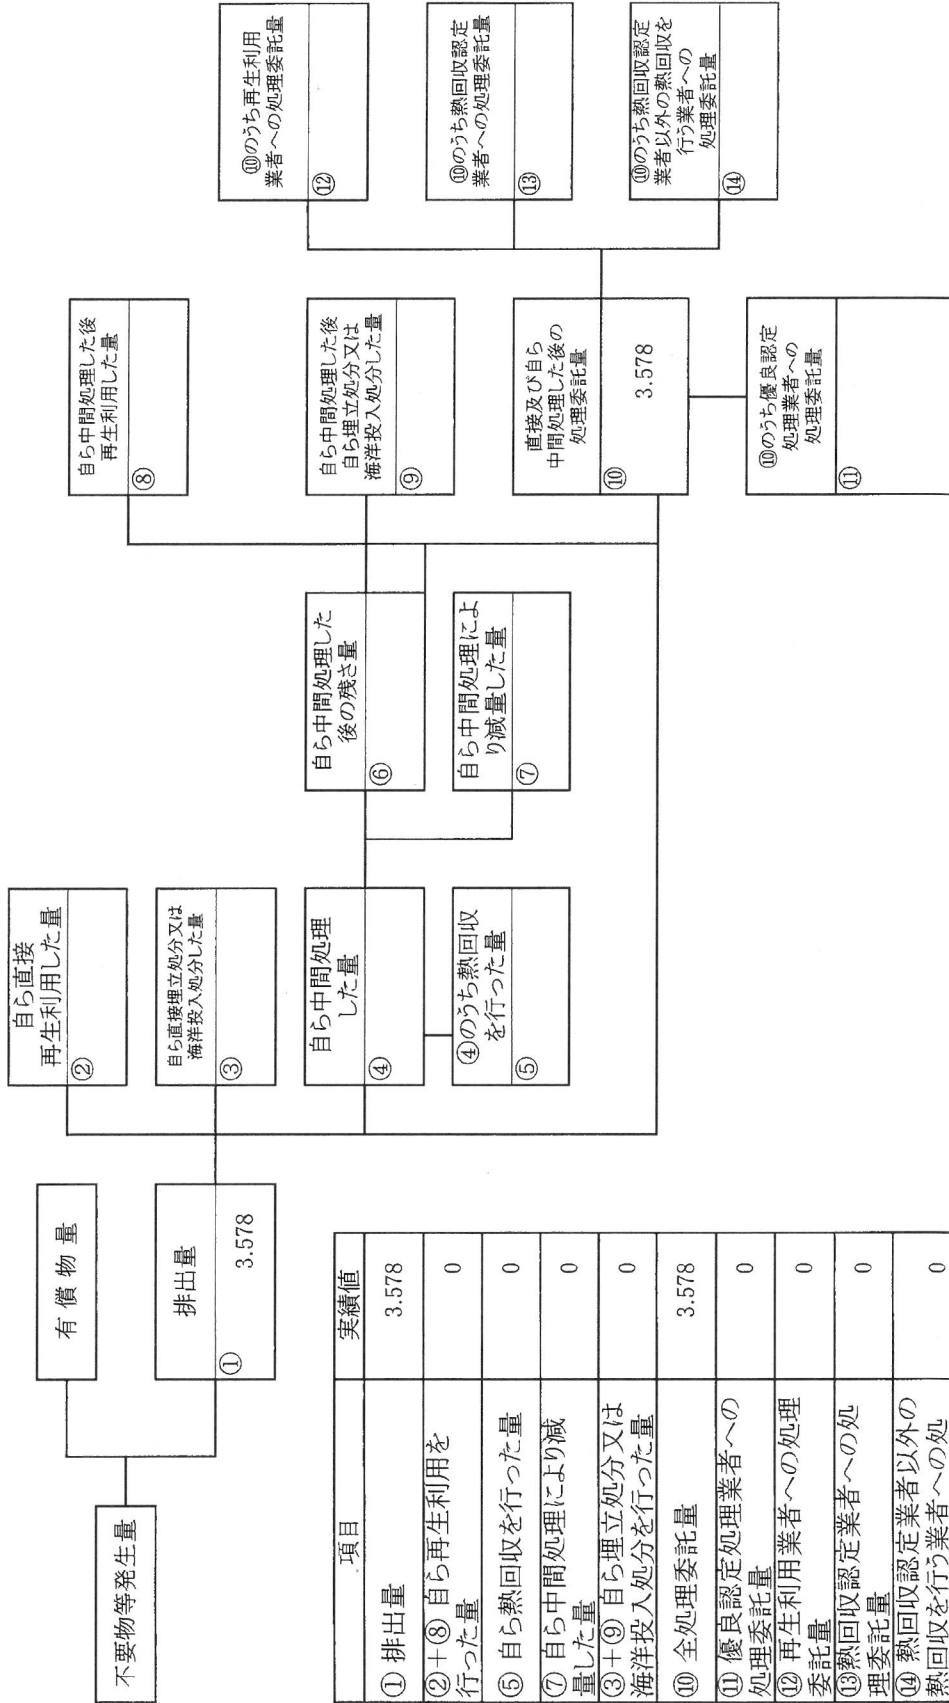 不要物等発生量
有償物量
排出量
①
3.578
自ら直接
再生利用した量
②
自ら直接埋立処分又は
海洋投入処分した量
③
自ら中間処理
した量
④
④のうち熱回収
を行った量
⑤
自ら中間処理した
後の残さ量
⑥
自ら中間処理によ
り減量した量
⑦
自ら中間処理した後
再生利用した量
⑧
自ら中間処理した後
自ら埋立処分又は
海洋投入処分した量
⑨
直接及び自ら
中間処理した後の
処理委託量
⑩
3.578
⑩のうち優良認定
処理業者への
処理委託量
⑪
⑩のうち再生利用
業者への処理委託量
⑫
⑩のうち熱回収認定
業者への処理委託量
⑬
⑩のうち熱回収認定
業者以外の熱回収を
行う業者への
処理委託量
⑭
項目 実績値
① 排出量 3.578
②+⑧ 自ら再生利用を
行った量 0
⑤ 自ら熱回収を行った量 0
⑦ 自ら中間処理により減
量した量 0
③+⑨ 自ら埋立処分又は
海洋投入処分を行った量 0
⑩ 全処理委託量 3.578
⑪ 優良認定処理業者への
処理委託量 0
⑫ 再生利用業者への処理
委託量 0
⑬熱回収認定業者への処
理委託量 0
⑭ 熱回収認定業者以外の
熱回収を行う業者への処 0